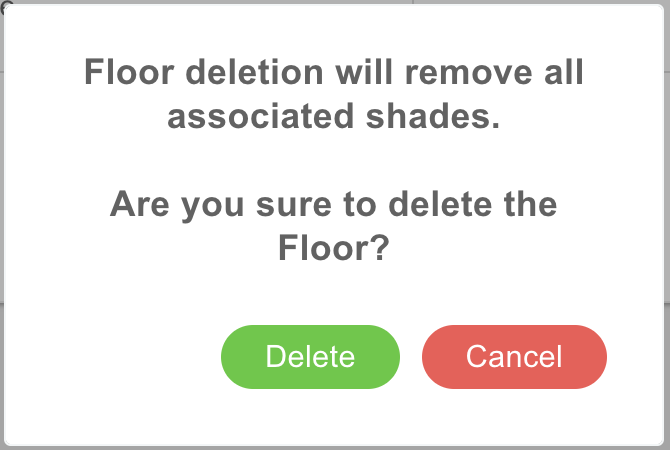 Floor deletion will remove all
associated shades.
Are you sure to delete the
Floor?
Delete
Cancel